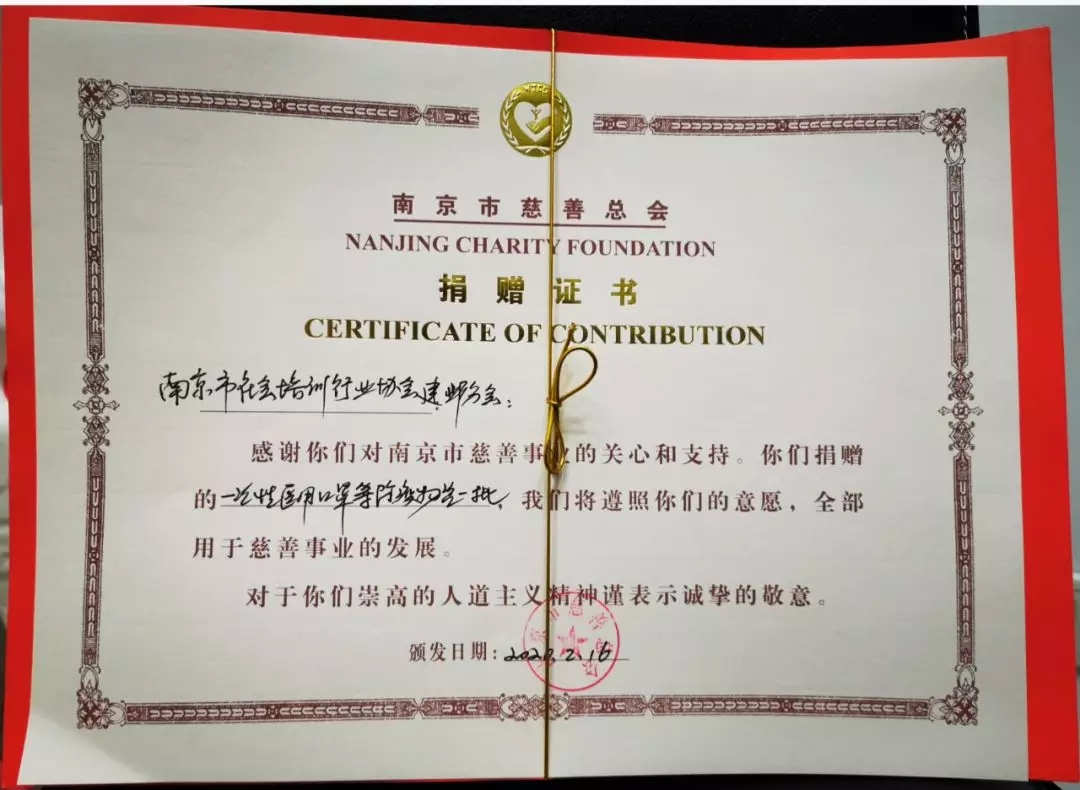 南京市慈善总会
NANJING CHARITY FOUNDATION
捐赠证书
CERTIFICATE OF CONTRIBUTION
南京市社会培训行业协会建邺分会：
感谢你们对南京市慈善事业的关心和支持。你们捐赠
的一次性医用口罩等防疫物资一批，我们将遵照你们的意愿，全部
用于慈善事业的发展。
对于你们崇高的人道主义精神谨表示诚挚的敬意。
颁发日期：2020.2.16